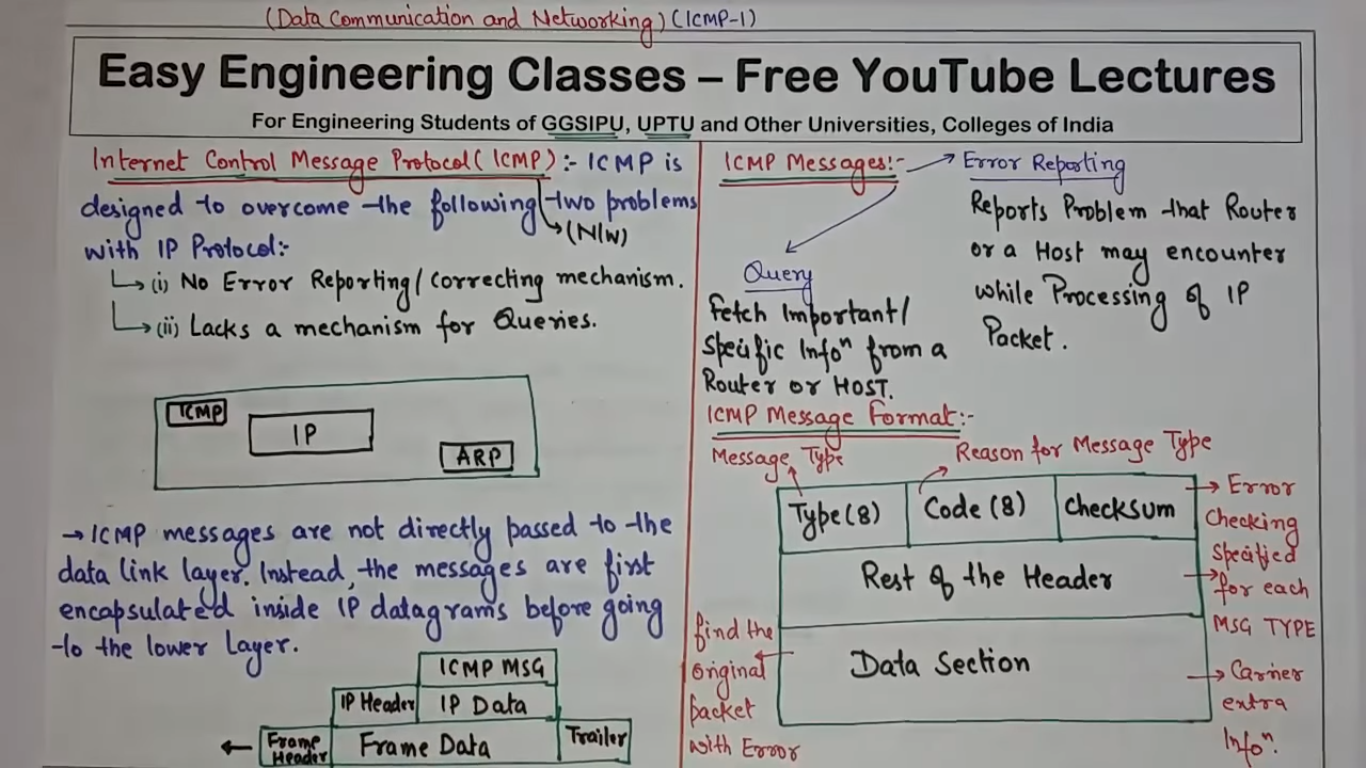 (Data Communication and Networking) (ICMP-1)
Easy Engineering Classes – Free YouTube Lectures
For Engineering Students of GGSIPU, UPTU and Other Universities, Colleges of India
Internet Control Message Protocol (ICMP) :- ICMP is
designed to overcome the following two problems
→ (N/W)
with IP Protocol:-
→ (i) No Error Reporting / Correcting mechanism.
→ (ii) Lacks a mechanism for Queries.
ICMP
IP
ARP
→ ICMP messages are not directly passed to the
data link layer. Instead, the messages are first
encapsulated inside IP datagrams before going
to the lower layer.
ICMP MSG
IP Header IP Data
Frame Header Frame Data Trailer
ICMP Messages:-
Error Reporting
Reports Problem that Router
or a Host may encounter
while Processing of IP
Packet.
Query
Fetch Important/
Specific Infoⁿ from a
Router or HOST.
ICMP Message Format:-
Message Type
Reason for Message Type
Type (8) Code (8) Checksum
Rest of the Header
Data Section
→ Error
Checking
Specified
for each
MSG TYPE
→ Carrier
extra
Infoⁿ.
find the
original
packet
with Error